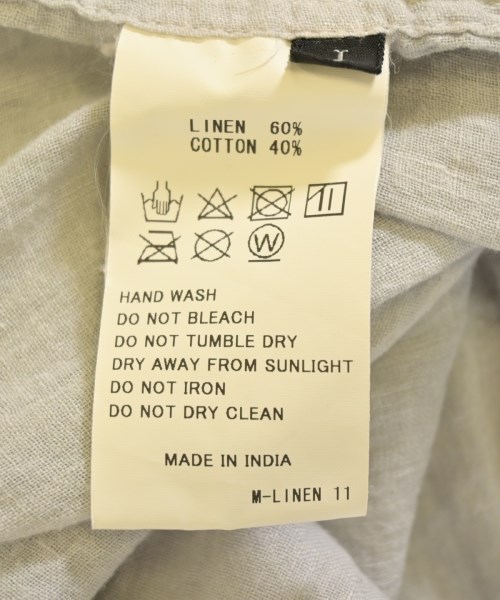 I
LINEN 60%
COTTON 40%
W
HAND WASH
DO NOT BLEACH
DO NOT TUMBLE DRY
DRY AWAY FROM SUNLIGHT
DO NOT IRON
DO NOT DRY CLEAN
MADE IN INDIA
M-LINEN 11